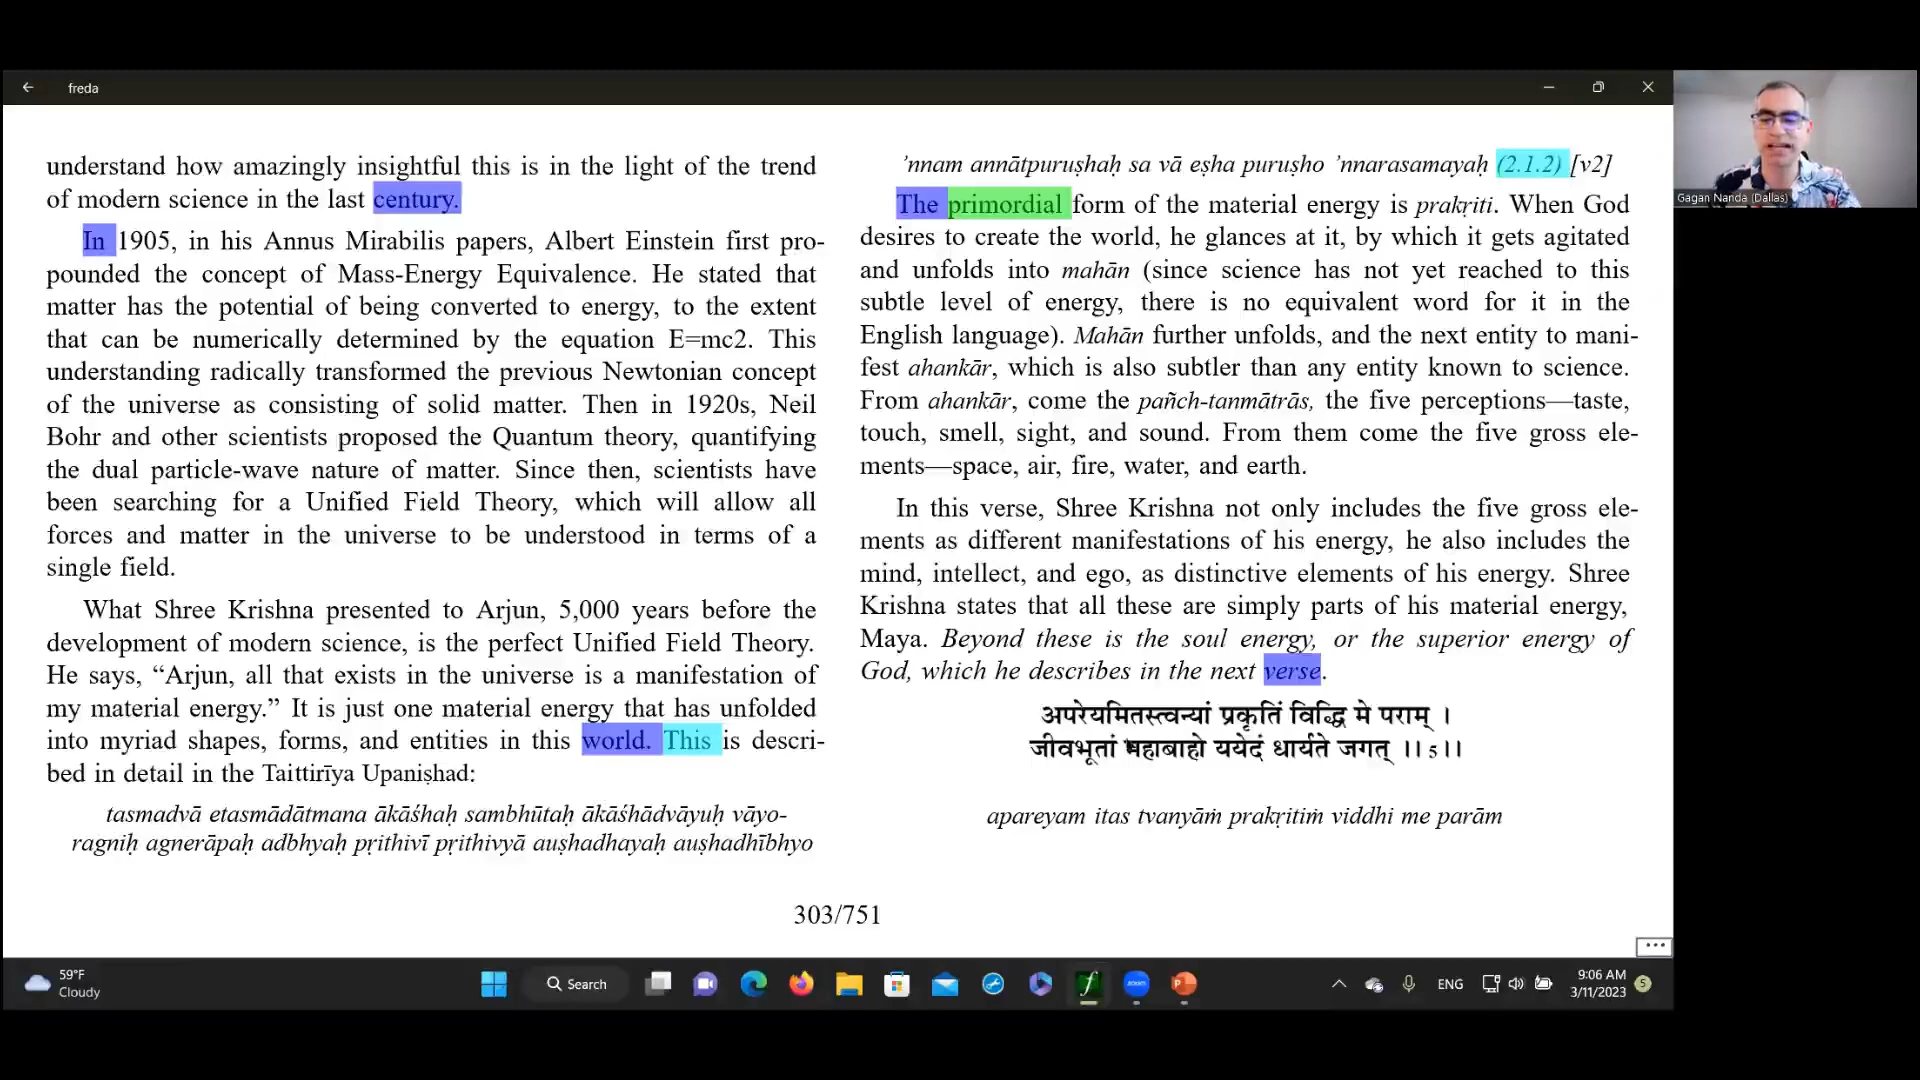 freda
Gagan Nanda (Dallas)
understand how amazingly insightful this is in the light of the trend
of modern science in the last century.
In 1905, in his Annus Mirabilis papers, Albert Einstein first pro-
pounded the concept of Mass-Energy Equivalence. He stated that
matter has the potential of being converted to energy, to the extent
that can be numerically determined by the equation E=mc2. This
understanding radically transformed the previous Newtonian concept
of the universe as consisting of solid matter. Then in 1920s, Neil
Bohr and other scientists proposed the Quantum theory, quantifying
the dual particle-wave nature of matter. Since then, scientists have
been searching for a Unified Field Theory, which will allow all
forces and matter in the universe to be understood in terms of a
single field.
What Shree Krishna presented to Arjun, 5,000 years before the
development of modern science, is the perfect Unified Field Theory.
He says, “Arjun, all that exists in the universe is a manifestation of
my material energy.” It is just one material energy that has unfolded
into myriad shapes, forms, and entities in this world. This is descri-
bed in detail in the Taittirīya Upaniṣhad:
tasmadvā etasmādātmana ākāśhaḥ sambhūtaḥ ākāśhādvāyuḥ vāyo-
ragniḥ agnerāpaḥ adbhyaḥ pṛithivī pṛithivyā auṣhadhayaḥ auṣhadhībhyo
’nnam annātpuruṣhaḥ sa vā eṣha puruṣho ’nnarasamayaḥ (2.1.2) [v2]
The primordial form of the material energy is prakṛiti. When God
desires to create the world, he glances at it, by which it gets agitated
and unfolds into mahān (since science has not yet reached to this
subtle level of energy, there is no equivalent word for it in the
English language). Mahān further unfolds, and the next entity to mani-
fest ahankār, which is also subtler than any entity known to science.
From ahankār, come the pañch-tanmātrās, the five perceptions—taste,
touch, smell, sight, and sound. From them come the five gross ele-
ments—space, air, fire, water, and earth.
In this verse, Shree Krishna not only includes the five gross ele-
ments as different manifestations of his energy, he also includes the
mind, intellect, and ego, as distinctive elements of his energy. Shree
Krishna states that all these are simply parts of his material energy,
Maya. Beyond these is the soul energy, or the superior energy of
God, which he describes in the next verse.
अपरेयमितस्त्वन्यां प्रकृतिं विद्धि मे पराम् ।
जीवभूतां महाबाहो ययेदं धार्यते जगत् ।। 5।।
apareyam itas tvanyāṁ prakṛitiṁ viddhi me parām
303/751
59°F
Cloudy
Search
ENG
9:06 AM
3/11/2023
5